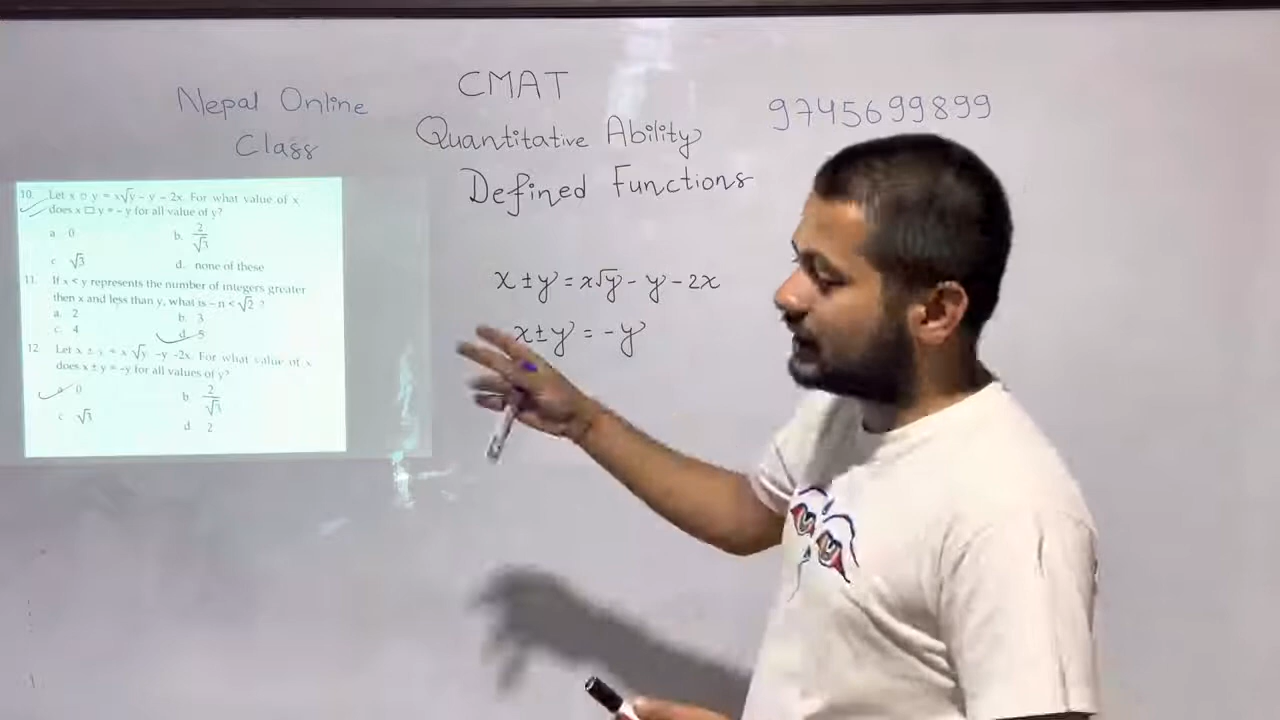 CMAT
Nepal Online
Class
Quantitative Ability
9745699899
Defined Functions
10. Let x □ y = x√y - y - 2x. For what value of x
does x □ y = - y for all value of y?
a 0
b. 2/√3
c √3
d. none of these
11. If x < y represents the number of integers greater
then x and less than y, what is – π < √2 ?
a. 2
b. 3
c. 4
d. 5
12 Let x ± y = x √y -y -2x. For what value of x
does x ± y = -y for all values of y?
a 0
b. 2/√3
c √3
d 2
x ± y = x√y - y - 2x
x ± y = - y